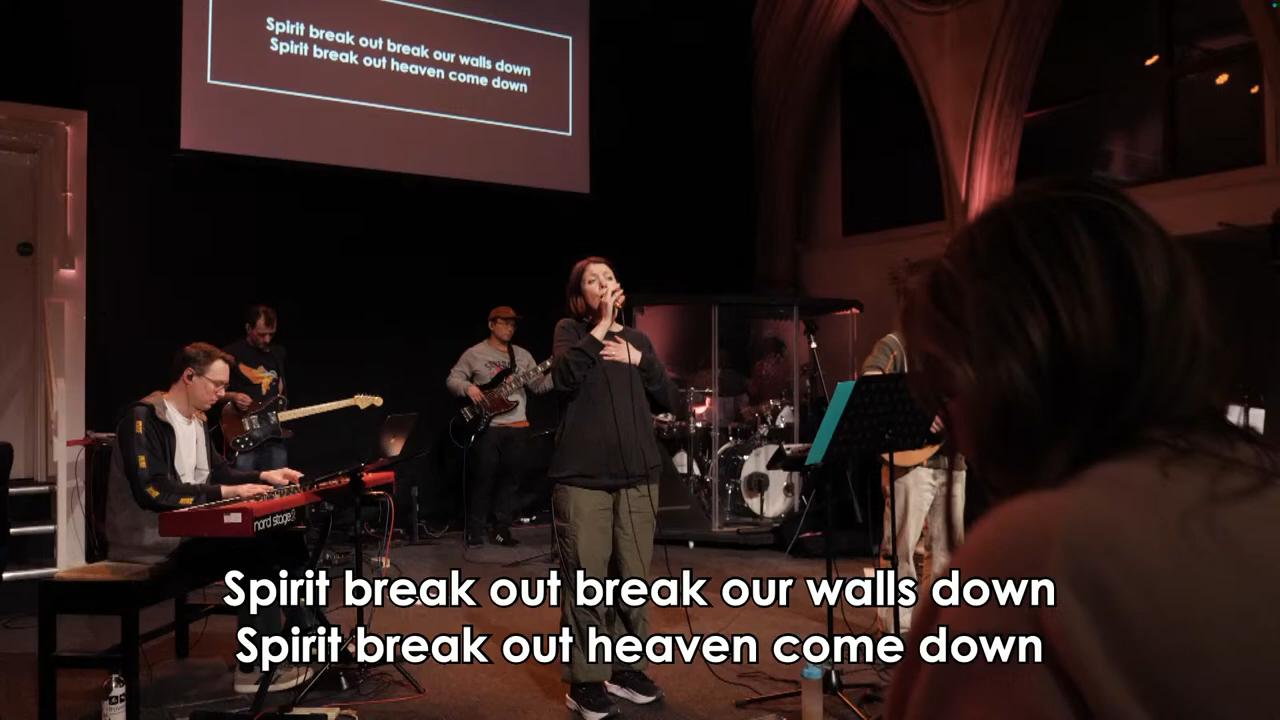 Spirit break out break our walls down
Spirit break out heaven come down
nord stage
Spirit break out break our walls down
Spirit break out heaven come down